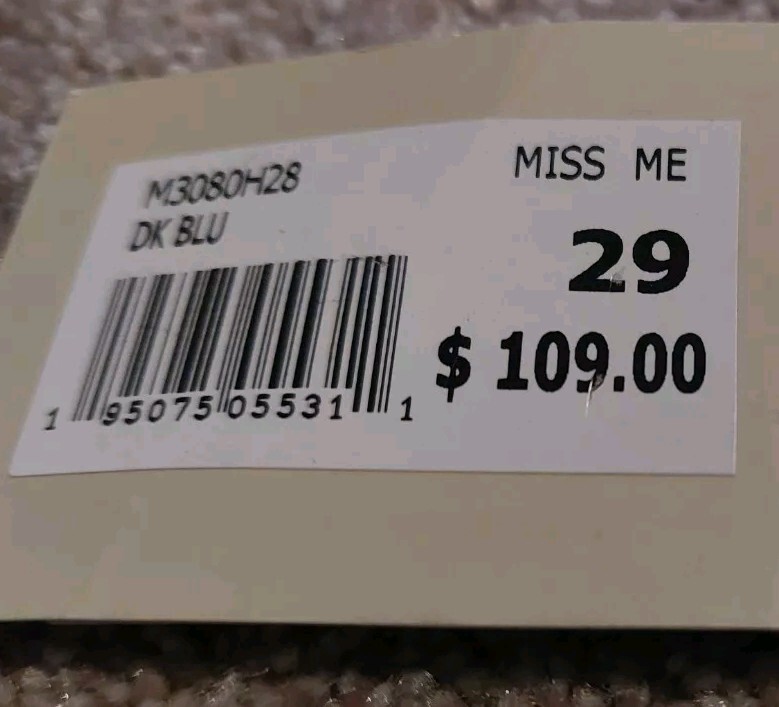 M3080H28
DK BLU
1 95075 05531 1
MISS ME
29
$ 109.00